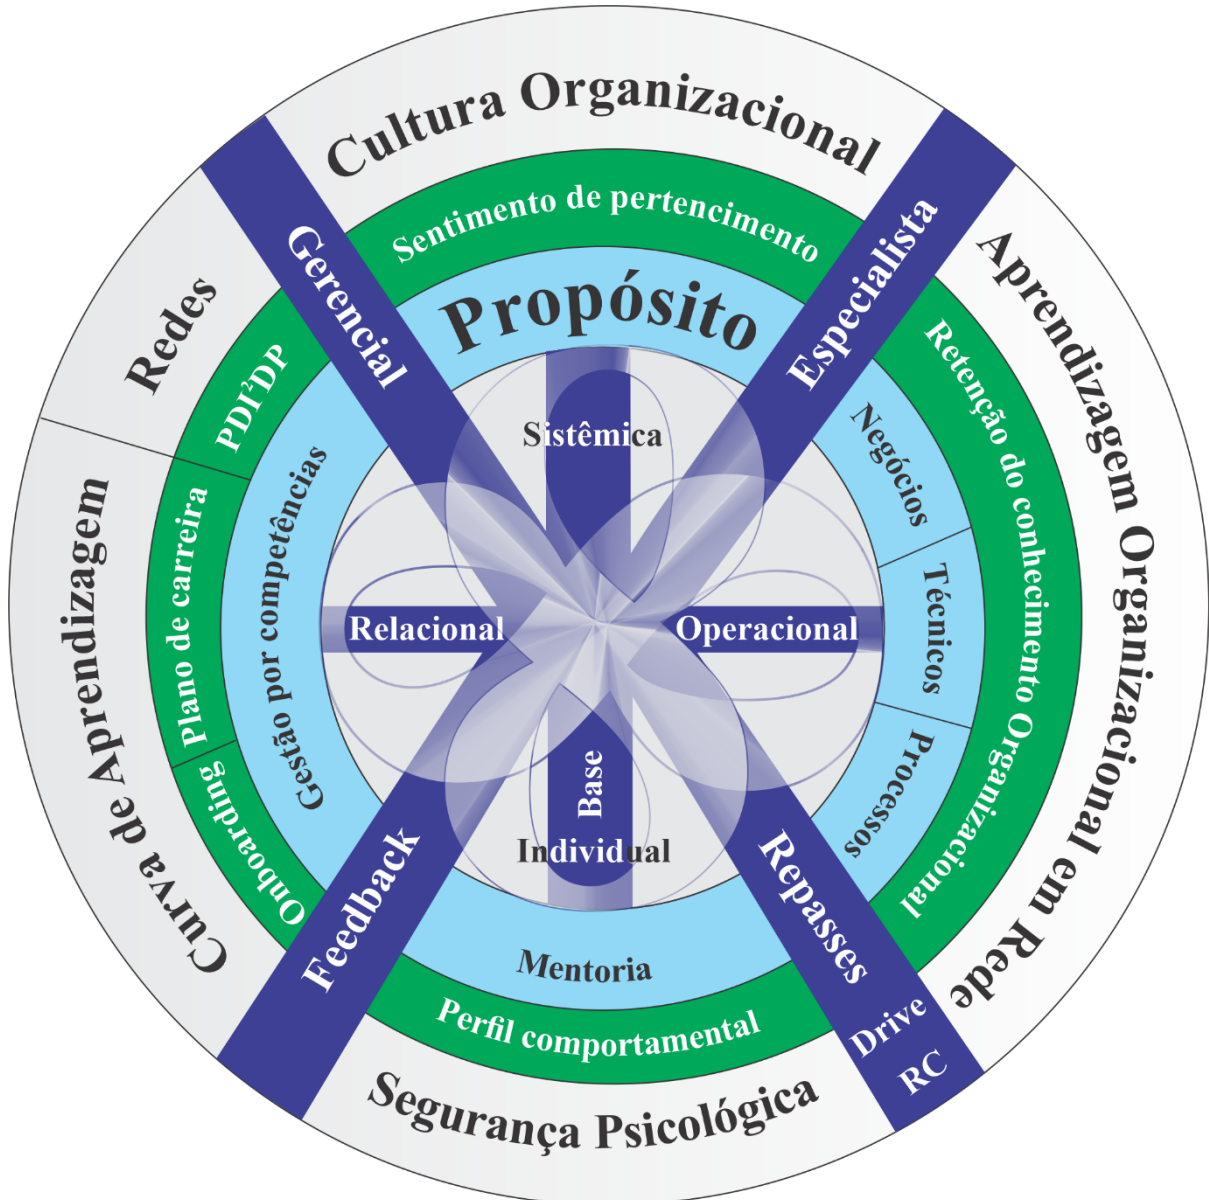 Cultura Organizacional
Sentimento de pertencimento
Propósito
Gerencial
Especialista
Redes
PDI²DP
Aprendizagem Organizacional em Rede
Retenção do conhecimento Organizacional
Negócios
Técnicos
Processos
Sistêmica
Relacional
Operacional
Base
Individual
Curva de Aprendizagem
Plano de carreira
Gestão por competências
Onboarding
Feedback
Repasses
Drive
RC
Mentoria
Perfil comportamental
Segurança Psicológica